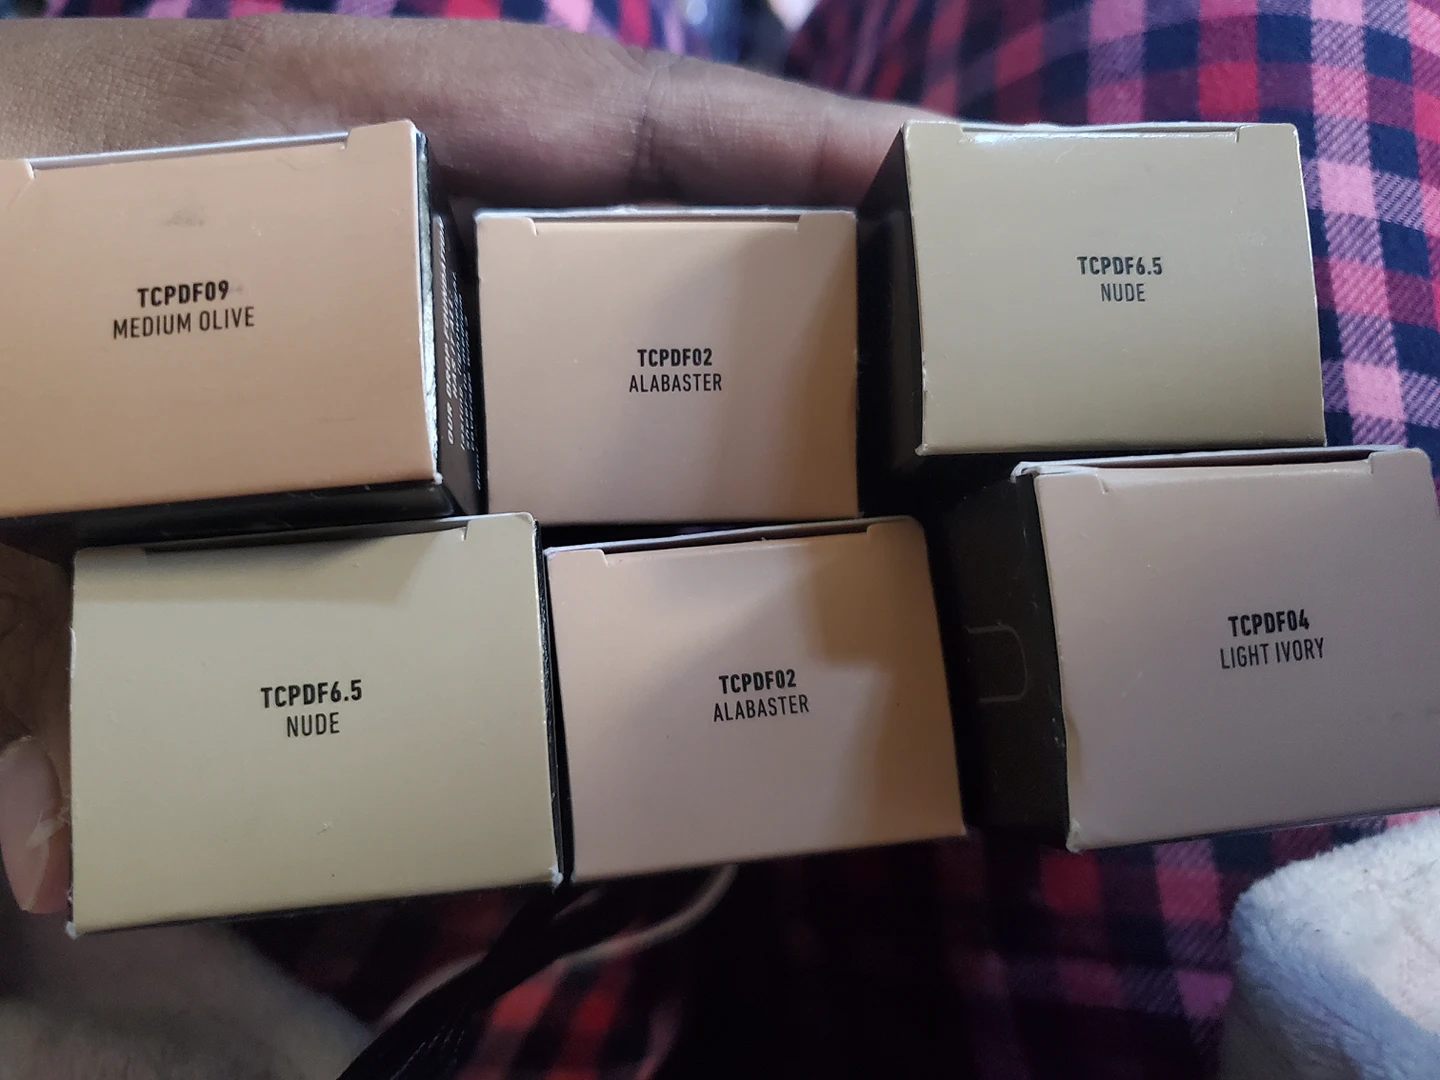 TCPDF09
MEDIUM OLIVE
TCPDF02
ALABASTER
TCPDF6.5
NUDE
TCPDF6.5
NUDE
TCPDF02
ALABASTER
TCPDF04
LIGHT IVORY